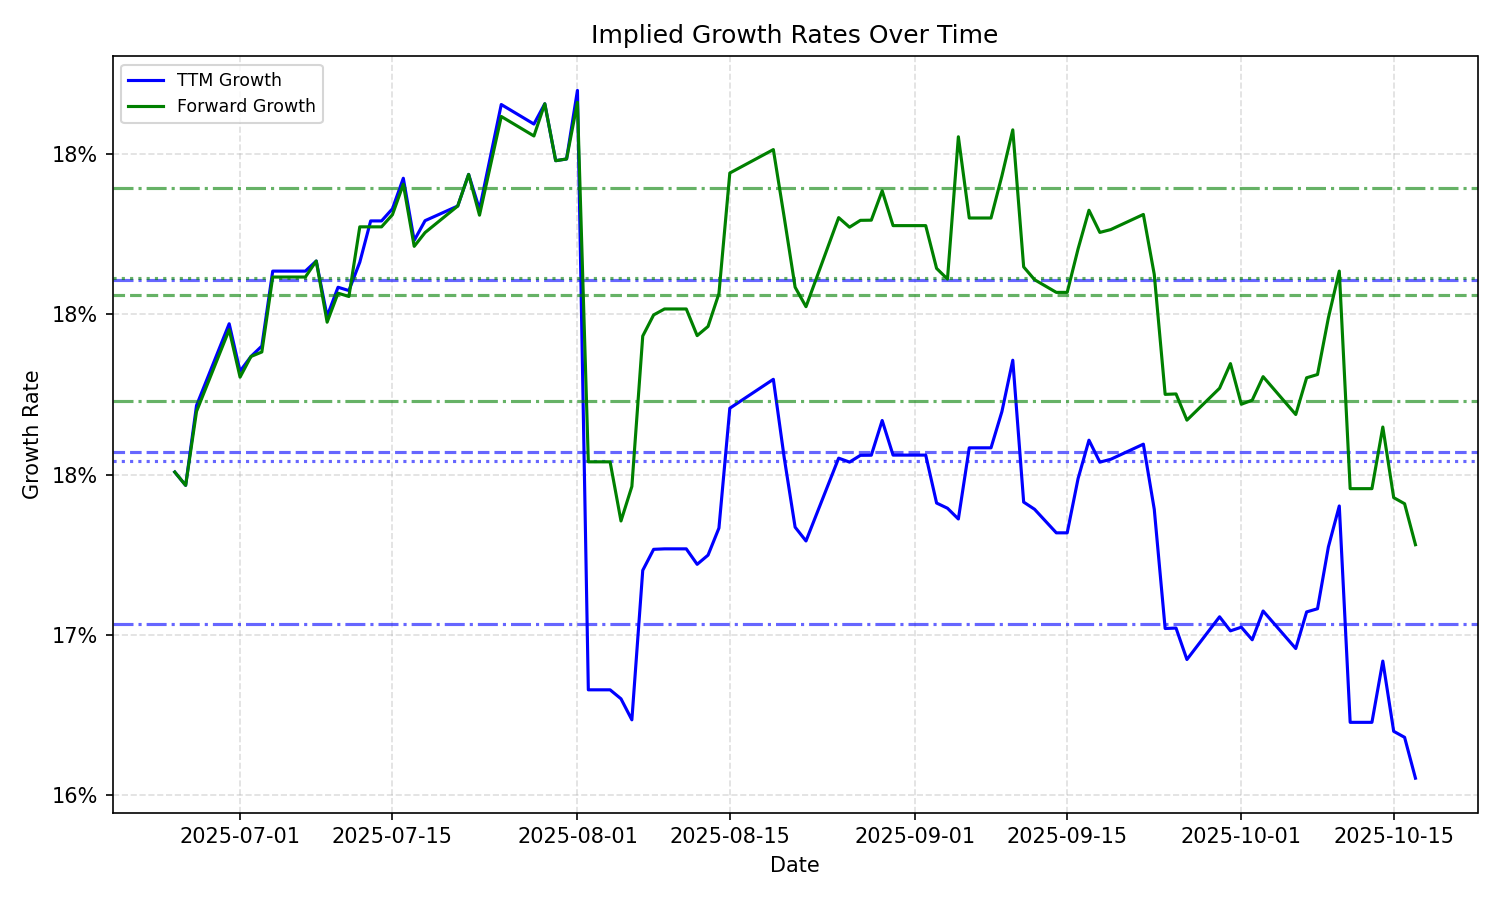 Implied Growth Rates Over Time
TTM Growth
Forward Growth
18%
18%
18%
17%
16%
Growth Rate
2025-07-01 2025-07-15 2025-08-01 2025-08-15 2025-09-01 2025-09-15 2025-10-01 2025-10-15
Date